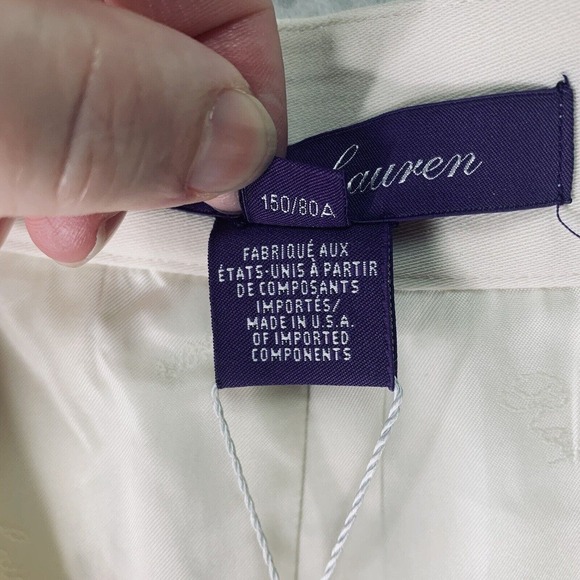 Lauren
150/80A
FABRIQUÉ AUX
ÉTATS-UNIS À PARTIR
DE COMPOSANTS
IMPORTÉS/
MADE IN U.S.A.
OF IMPORTED
COMPONENTS